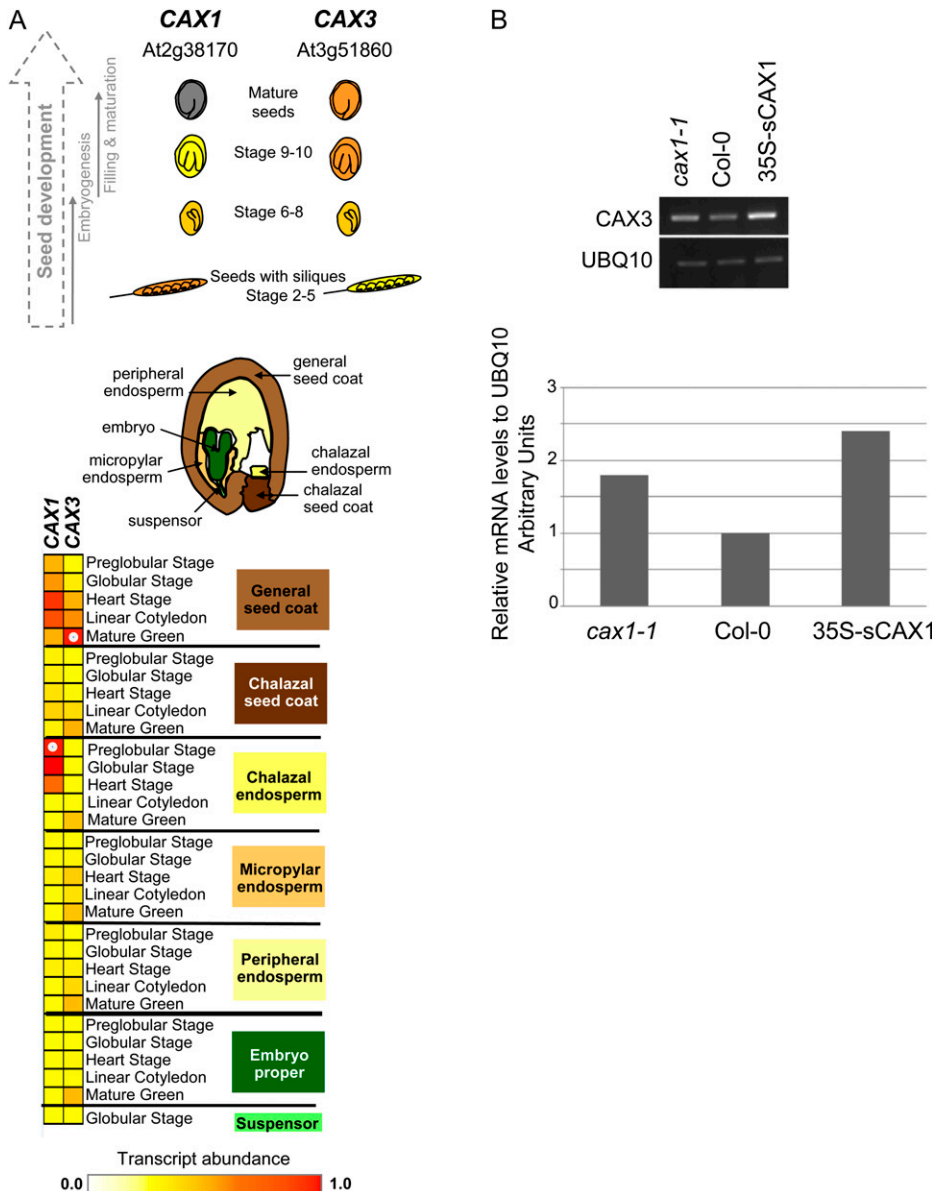 A
CAX1
CAX3
At2g38170
At3g51860
Seed development
Embryogenesis
Filling & maturation
Mature
seeds
Stage 9-10
Stage 6-8
Seeds with siliques
Stage 2-5
general
seed coat
peripheral
endosperm
embryo
micropylar
endosperm
suspensor
chalazal
endosperm
chalazal
seed coat
CAX1
CAX3
Preglobular Stage
Globular Stage
Heart Stage
Linear Cotyledon
Mature Green
General
seed coat
Preglobular Stage
Globular Stage
Heart Stage
Linear Cotyledon
Mature Green
Chalazal
seed coat
Preglobular Stage
Globular Stage
Heart Stage
Linear Cotyledon
Mature Green
Chalazal
endosperm
Preglobular Stage
Globular Stage
Heart Stage
Linear Cotyledon
Mature Green
Micropylar
endosperm
Preglobular Stage
Globular Stage
Heart Stage
Linear Cotyledon
Mature Green
Peripheral
endosperm
Preglobular Stage
Globular Stage
Heart Stage
Linear Cotyledon
Mature Green
Embryo
proper
Globular Stage
Suspensor
Transcript abundance
0.0
1.0
B
cax1-1
Col-0
35S-sCAX1
CAX3
UBQ10
Relative mRNA levels to UBQ10
Arbitrary Units
3
2
1
0
cax1-1
Col-0
35S-sCAX1